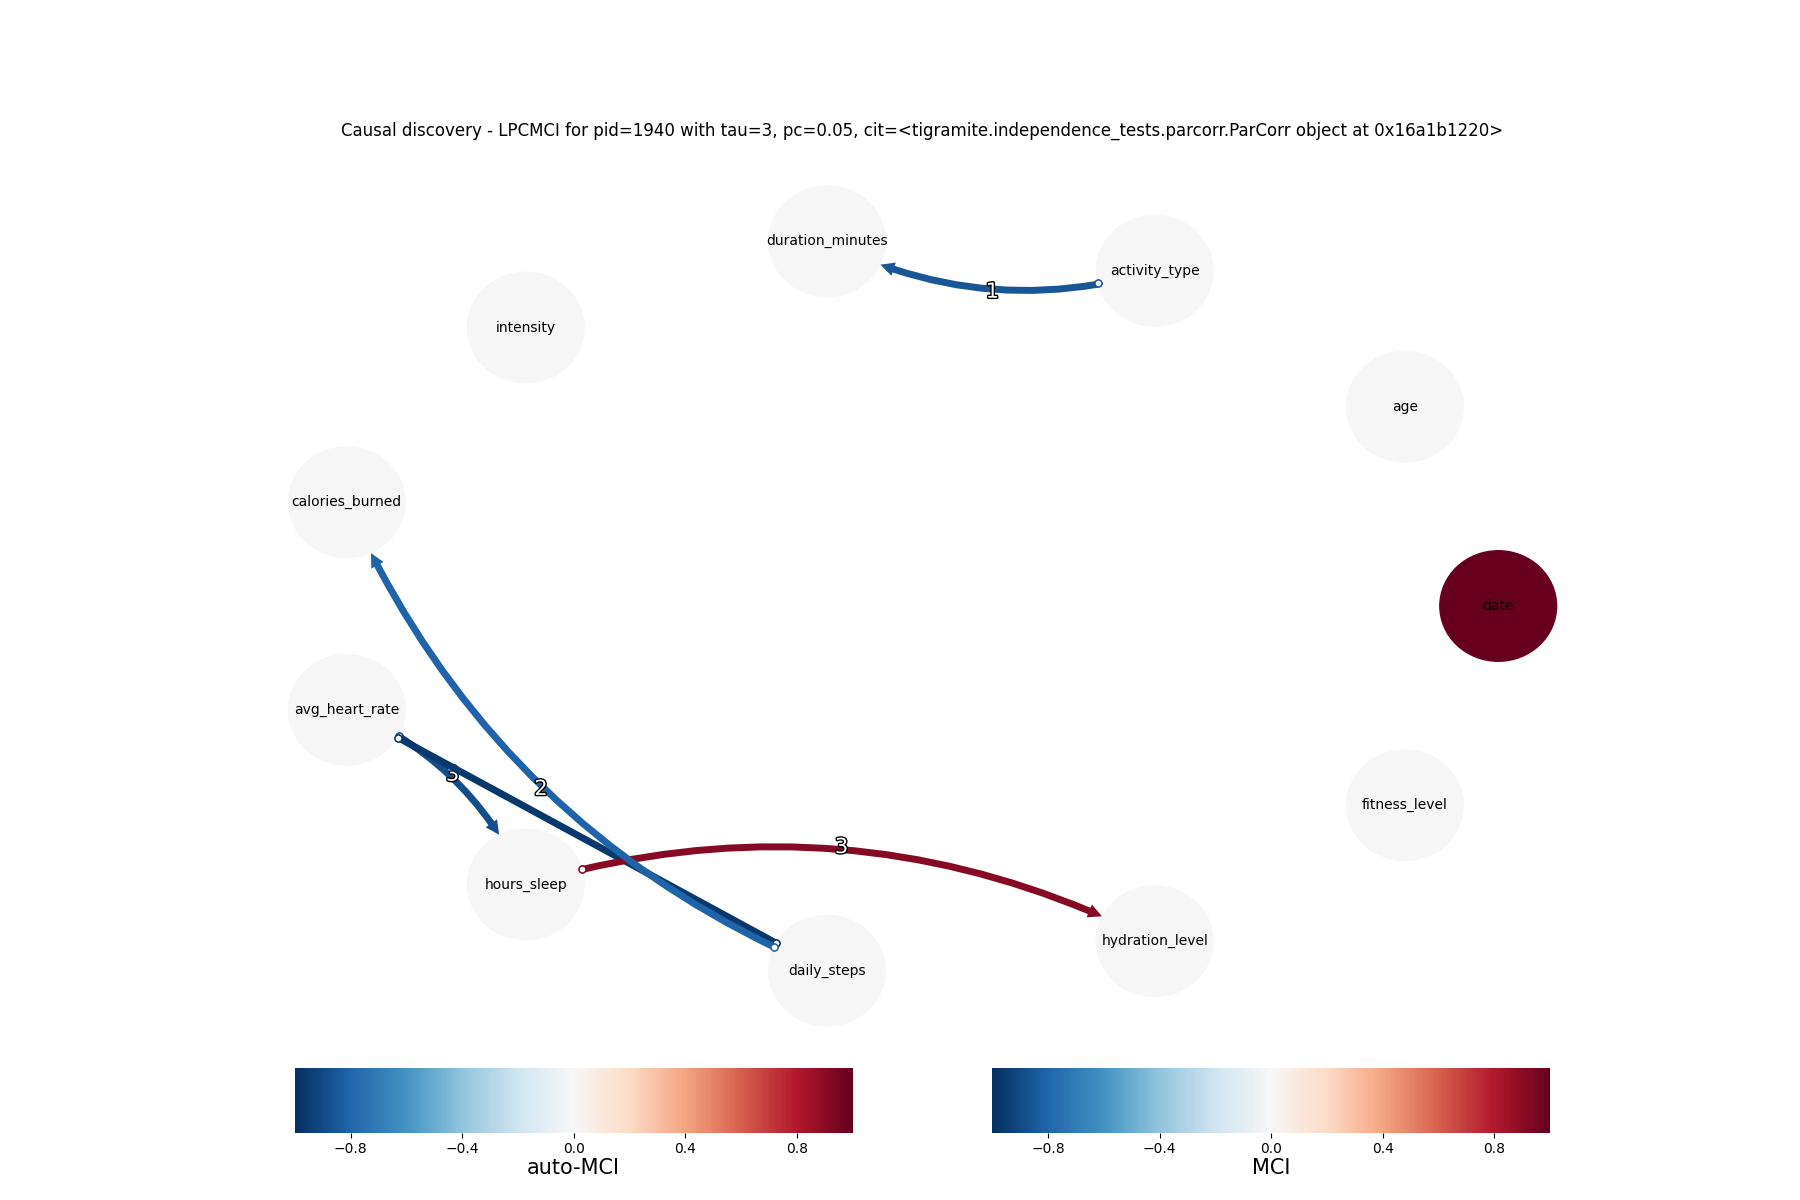 Causal discovery - LPCMCI for pid=1940 with tau=3, pc=0.05, cit=<tigramite.independence_tests.parcorr.ParCorr object at 0x16a1b1220>
duration_minutes
activity_type
1
intensity
age
calories_burned
date
avg_heart_rate
3
2
fitness_level
3
hours_sleep
hydration_level
daily_steps
−0.8 −0.4 0.0 0.4 0.8
auto-MCI
−0.8 −0.4 0.0 0.4 0.8
MCI